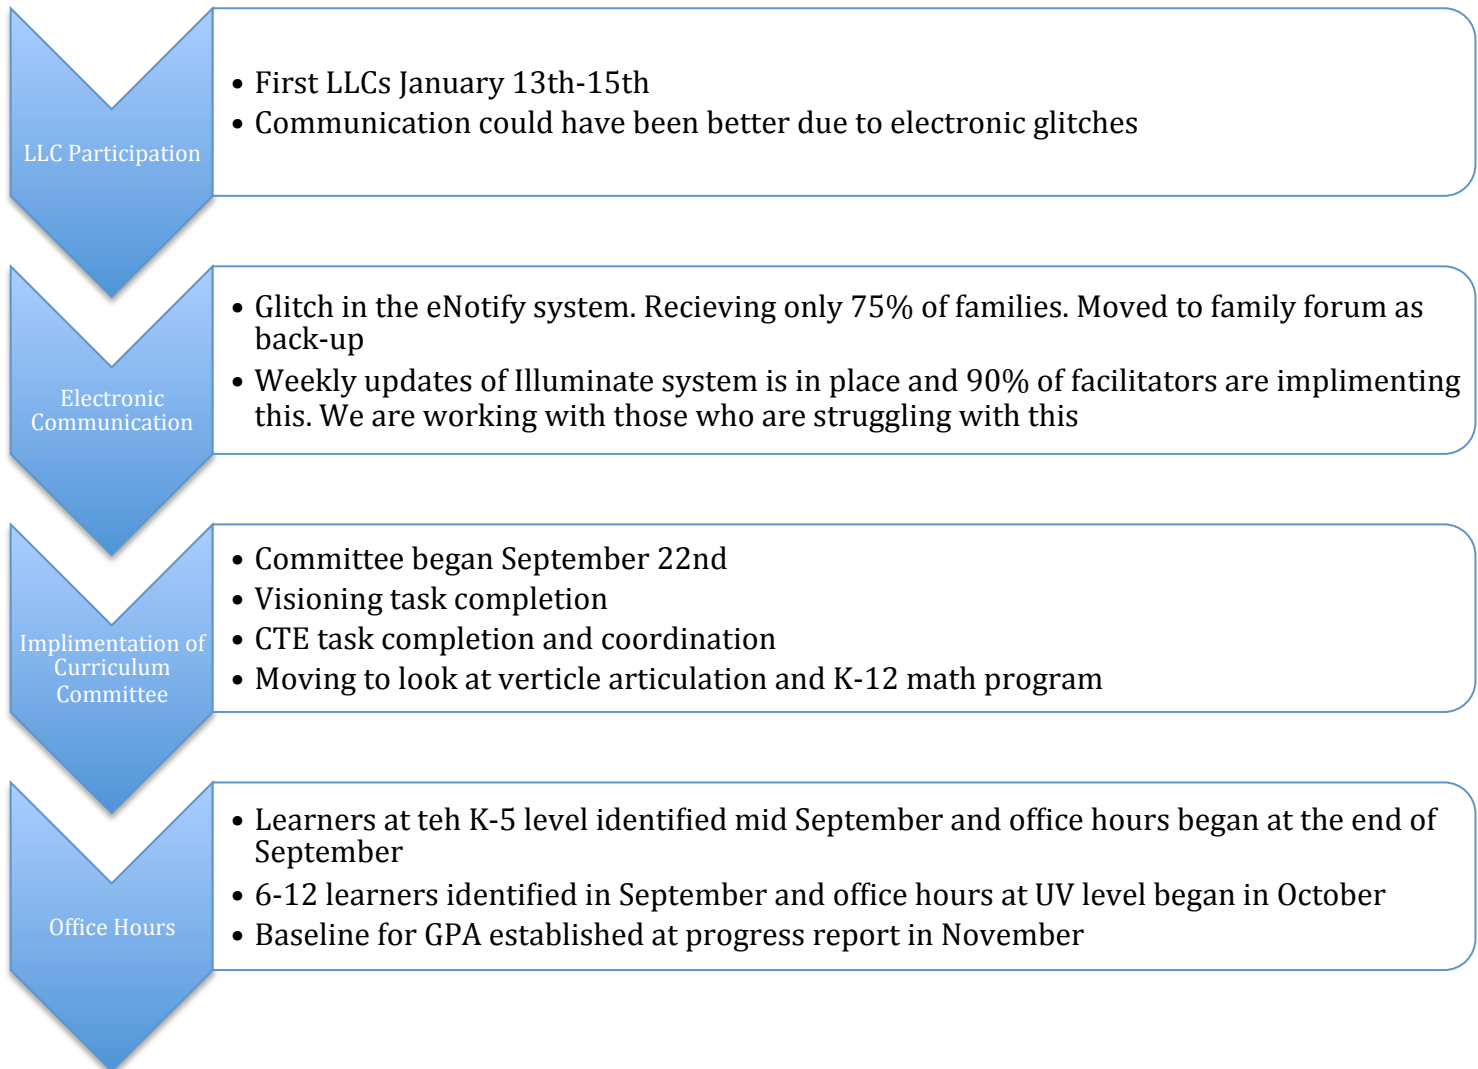 LLC Participation
• First LLCs January 13th-15th
• Communication could have been better due to electronic glitches
Electronic
Communication
• Glitch in the eNotify system. Recieving only 75% of families. Moved to family forum as
back-up
• Weekly updates of Illuminate system is in place and 90% of facilitators are implimenting
this. We are working with those who are struggling with this
Implimentation of
Curriculum
Committee
• Committee began September 22nd
• Visioning task completion
• CTE task completion and coordination
• Moving to look at verticle articulation and K-12 math program
Office Hours
• Learners at teh K-5 level identified mid September and office hours began at the end of
September
• 6-12 learners identified in September and office hours at UV level began in October
• Baseline for GPA established at progress report in November